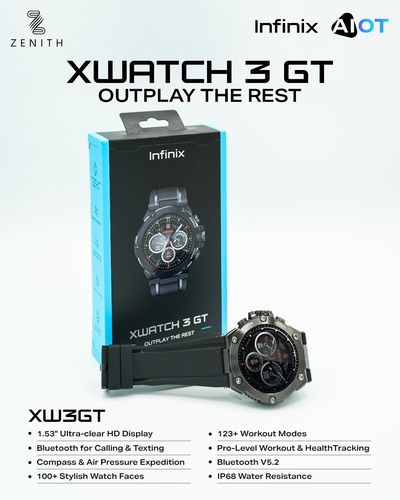 ZENITH
Infinix AIOT
XWATCH 3 GT
OUTPLAY THE REST
Infinix
XWATCH 3 GT
OUTPLAY THE REST
XW3GT
• 1.53" Ultra-clear HD Display
• Bluetooth for Calling & Texting
• Compass & Air Pressure Expedition
• 100+ Stylish Watch Faces
• 123+ Workout Modes
• Pro-Level Workout & HealthTracking
• Bluetooth V5.2
• IP68 Water Resistance